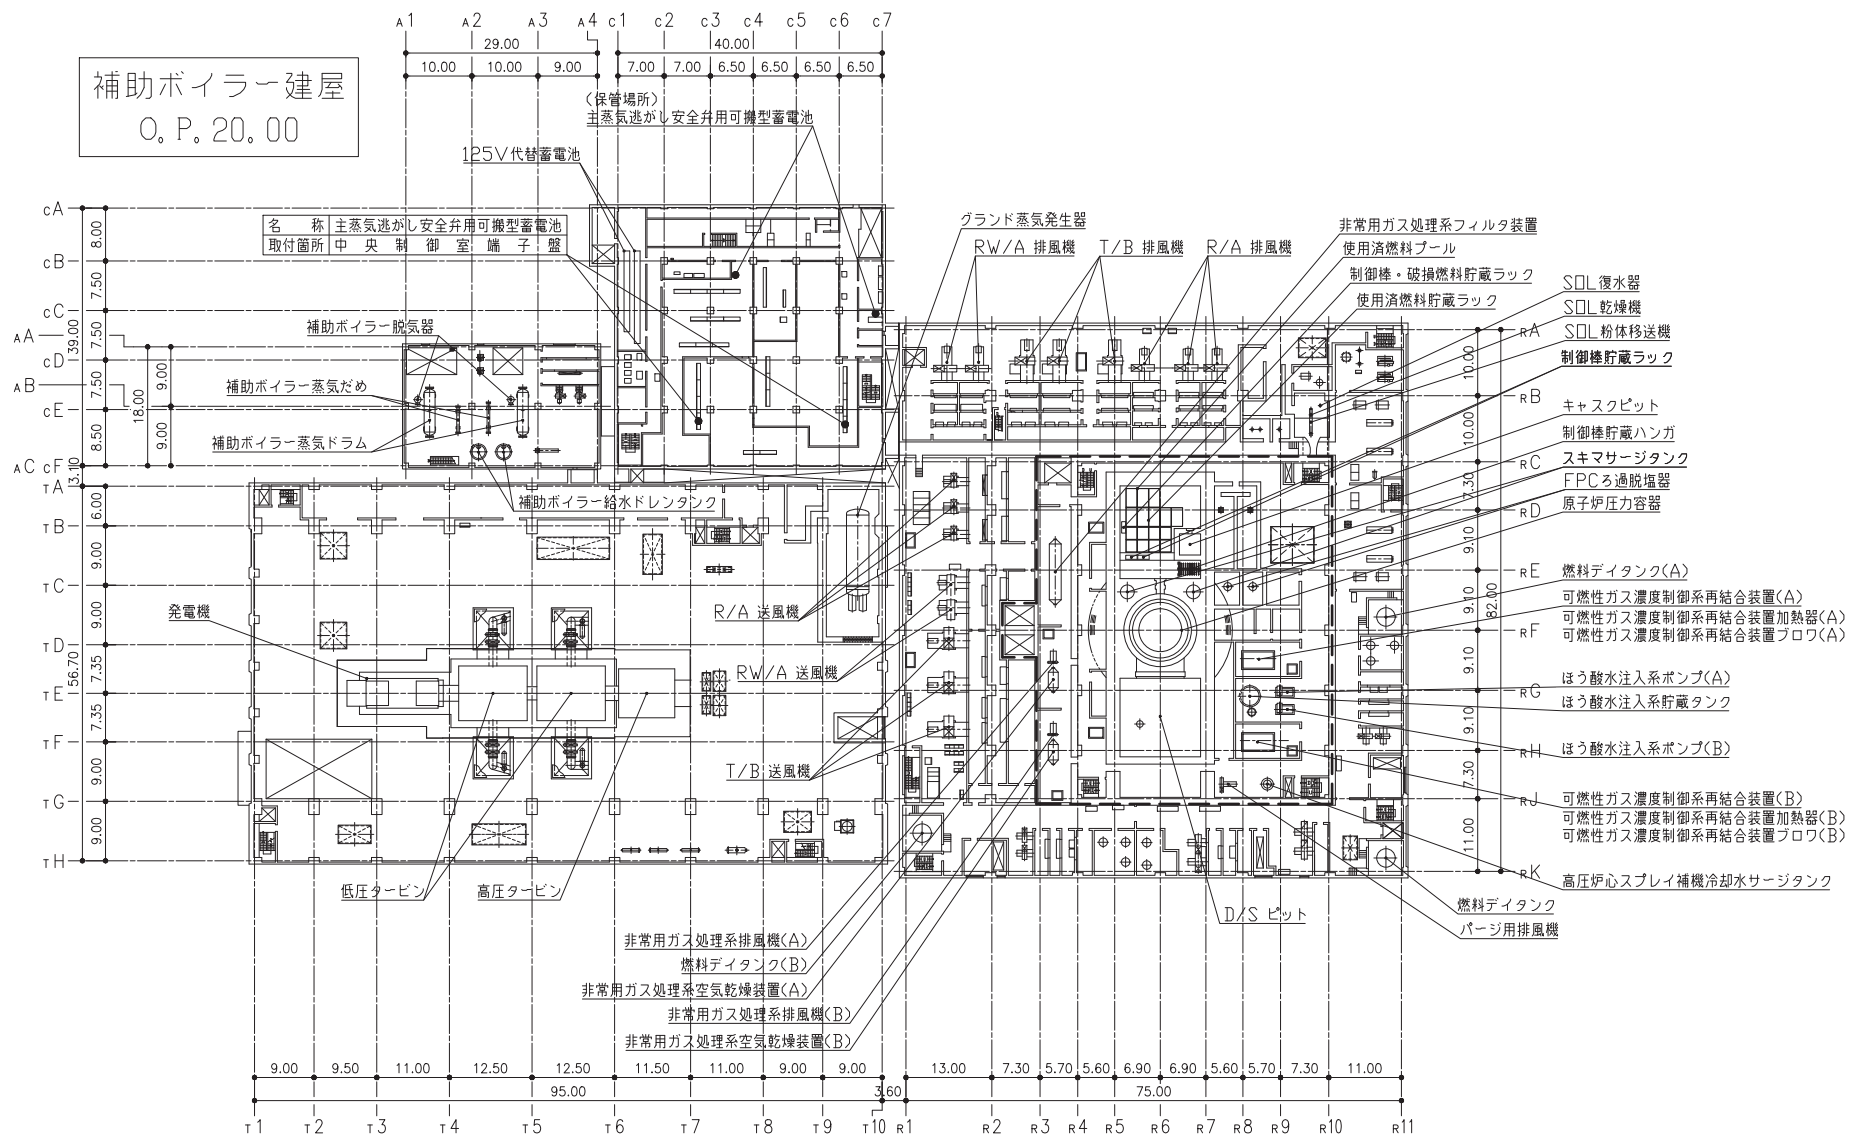 A1 A2 A3 A4 C1 C2 C3 C4 C5 C6 C7
29.00 40.00
10.00 10.00 9.00 7.00 7.00 6.50 6.50 6.50 6.50
補助ボイラー建屋
O. P. 20. 00
(保管場所)
主蒸気逃がし安全弁用可搬型蓄電池
125V代替蓄電池
名 称 主蒸気逃がし安全弁用可搬型蓄電池
取付箇所 中央制御室端子盤
cA
8.00
cB
7.50
cC
AA
39.00
7.50
cD
AB
7.50
cE
8.50
AC cF
3.10
18.00
9.00
9.00
補助ボイラー脱気器
補助ボイラー蒸気だめ
補助ボイラー蒸気ドラム
補助ボイラー給水ドレンタンク
グランド蒸気発生器
RW/A 排風機
T/B 排風機
R/A 排風機
非常用ガス処理系フィルタ装置
使用済燃料プール
制御棒・破損燃料貯蔵ラック
使用済燃料貯蔵ラック
SOL復水器
SOL乾燥機
SOL粉体移送機
制御棒貯蔵ラック
キャスクピット
制御棒貯蔵ハンガ
スキマサージタンク
FPCろ過脱塩器
原子炉圧力容器
燃料デイタンク(A)
可燃性ガス濃度制御系再結合装置(A)
可燃性ガス濃度制御系再結合装置加熱器(A)
可燃性ガス濃度制御系再結合装置ブロワ(A)
ほう酸水注入系ポンプ(A)
ほう酸水注入系貯蔵タンク
ほう酸水注入系ポンプ(B)
可燃性ガス濃度制御系再結合装置(B)
可燃性ガス濃度制御系再結合装置加熱器(B)
可燃性ガス濃度制御系再結合装置ブロワ(B)
高圧炉心スプレイ補機冷却水サージタンク
燃料デイタンク
パージ用排風機
D/S ピット
RA
10.00
RB
10.00
RC
7.30
RD
9.10
RE
9.10
82.00
RF
9.10
RG
9.10
RH
7.30
RJ
11.00
RK
TA
6.00
TB
9.00
TC
9.00
TD
56.70
7.35
TE
7.35
TF
9.00
TG
9.00
TH
発電機
R/A 送風機
RW/A 送風機
T/B 送風機
低圧タービン
高圧タービン
非常用ガス処理系排風機(A)
燃料デイタンク(B)
非常用ガス処理系空気乾燥装置(A)
非常用ガス処理系排風機(B)
非常用ガス処理系空気乾燥装置(B)
9.00 9.50 11.00 12.50 12.50 11.50 11.00 9.00 9.00 13.00 7.30 5.70 5.60 6.90 6.90 5.60 5.70 7.30 11.00
95.00 3.60 75.00
T1 T2 T3 T4 T5 T6 T7 T8 T9 T10 R1 R2 R3 R4 R5 R6 R7 R8 R9 R10 R11